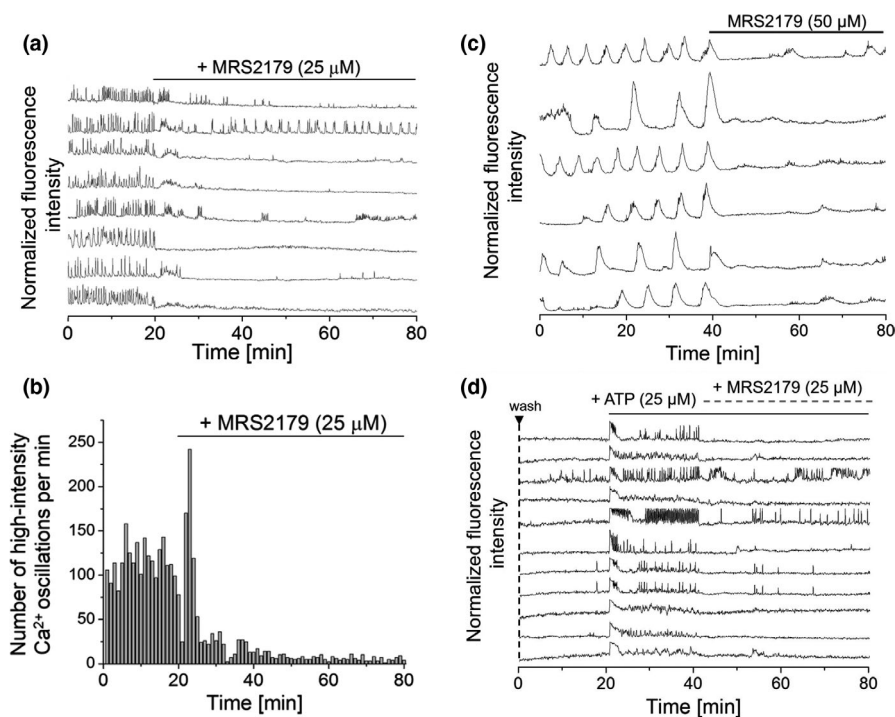 (a)
+ MRS2179 (25 μM)
Normalized fluorescence
intensity
0 20 40 60 80
Time [min]
(c)
MRS2179 (50 μM)
Normalized fluorescence
intensity
0 20 40 60 80
Time [min]
(b)
+ MRS2179 (25 μM)
Number of high-intensity
Ca²⁺ oscillations per min
250
200
150
100
50
0
0 20 40 60 80
Time [min]
(d)
+ MRS2179 (25 μM)
+ ATP (25 μM)
wash
Normalized fluorescence
intensity
0 20 40 60 80
Time [min]